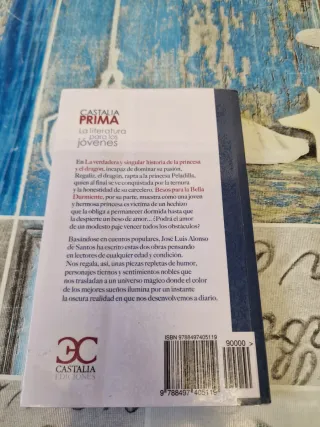 CASTALIA
PRIMA
La literatura
para los
jóvenes
En La verdadera y singular historia de la princesa
y el dragón, incapaz de dominar su pasión,
Regaliz, el dragón, rapta a la princesa Peladilla,
quien al final se ve conquistada por la ternura
y la honestidad de su carcelero. Besos para la Bella
Durmiente, por su parte, muestra como una joven
y hermosa princesa es víctima de un hechizo
que la obliga a permanecer dormida hasta que
la despierte un beso de amor... (Podrá el amor
de un modesto paje vencer todos los obstáculos?
Basándose en cuentos populares, José Luis Alonso
de Santos ha escrito estas dos obras pensando
en lectores de cualquier edad y condición.
Nos regala, así, unas piezas repletas de humor,
personajes tiernos y sentimientos nobles que
nos trasladan a un universo mágico donde el color
de los mejores sueños ilumina por un instante
la oscura realidad en que nos desenvolvemos a diario.
CASTALIA
EDICIONES
ISBN 9788497405119
90000 >
9 788497 405119